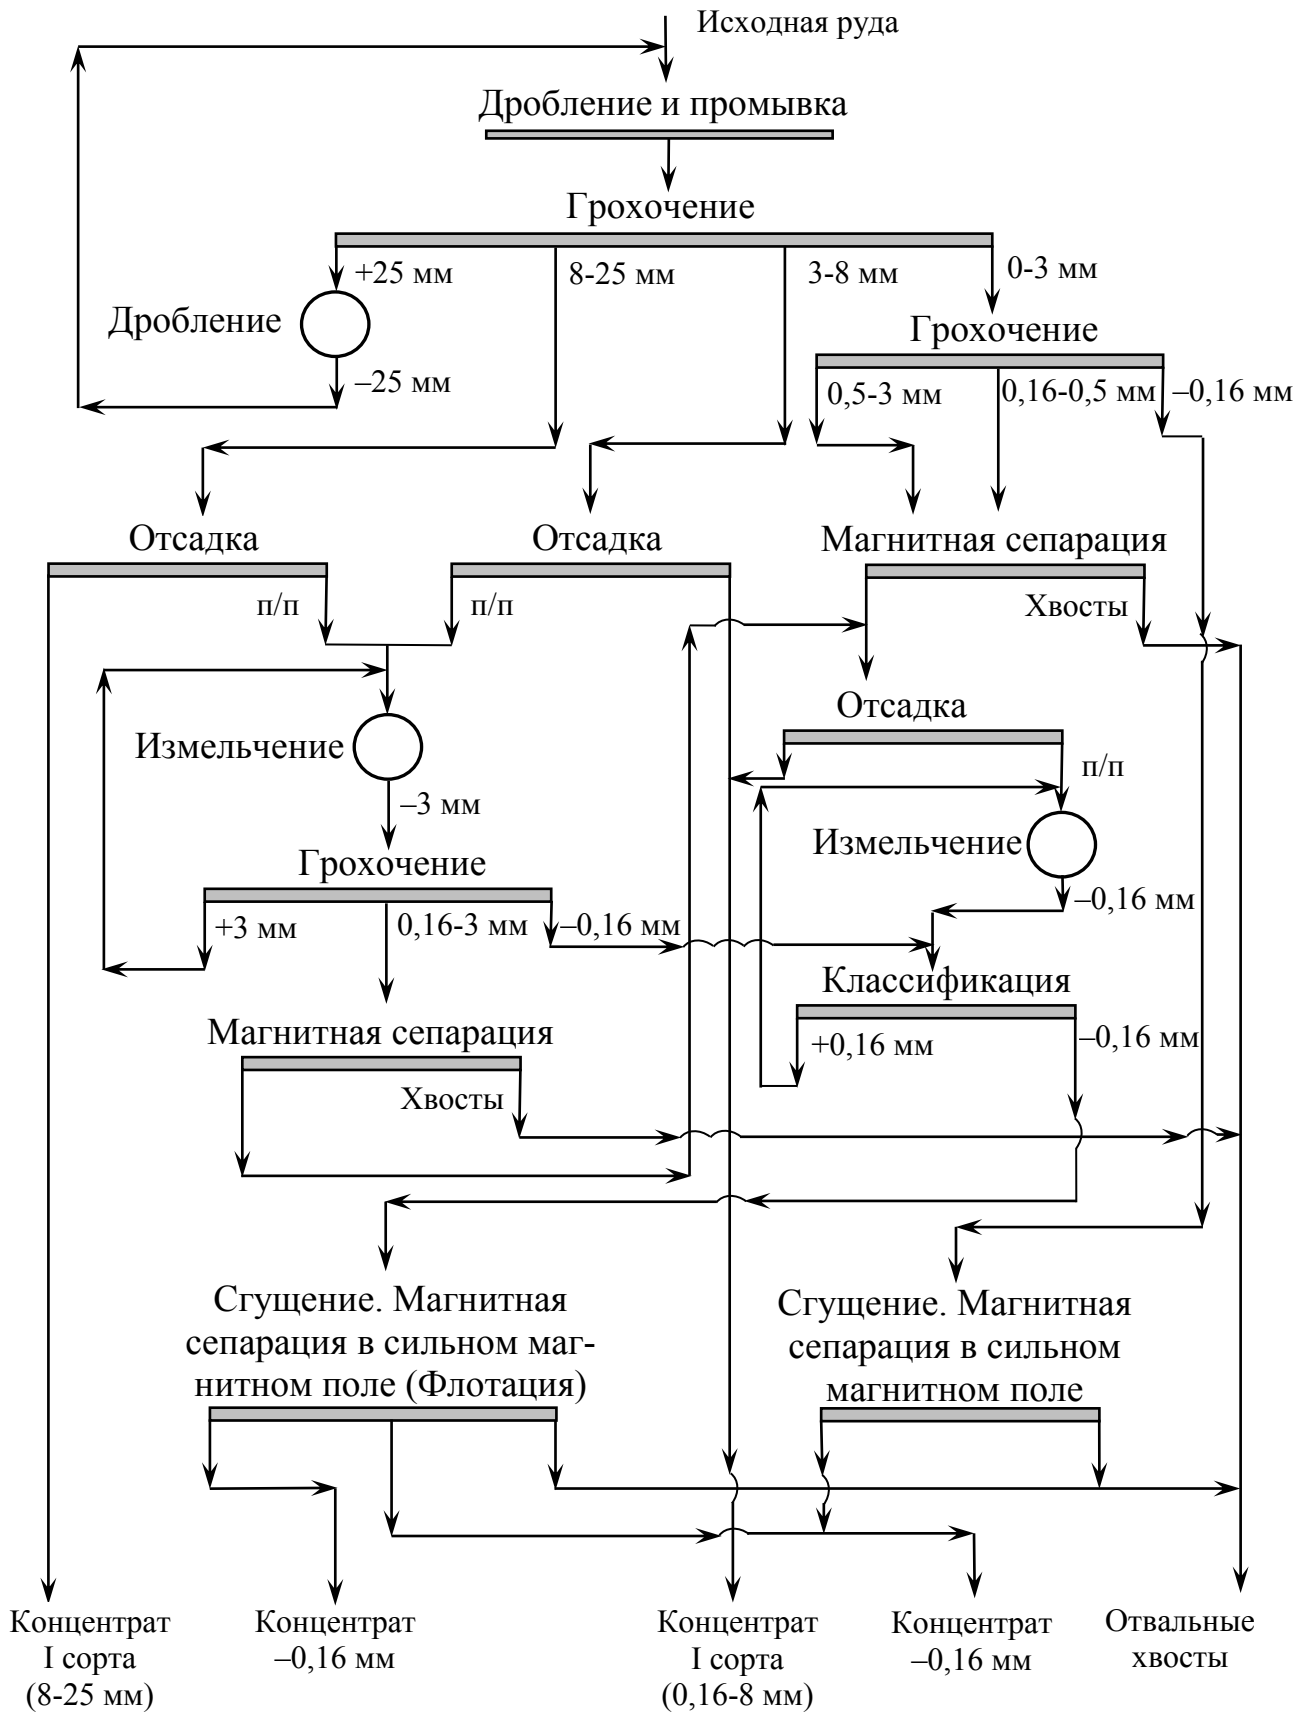 Исходная руда
Дробление и промывка
Грохочение
+25 мм
8-25 мм
3-8 мм
0-3 мм
Дробление
Грохочение
–25 мм
0,5-3 мм
0,16-0,5 мм
–0,16 мм
Отсадка
Отсадка
Магнитная сепарация
п/п
п/п
Хвосты
Отсадка
Измельчение
п/п
–3 мм
Измельчение
Грохочение
–0,16 мм
+3 мм
0,16-3 мм
–0,16 мм
Классификация
Магнитная сепарация
+0,16 мм
–0,16 мм
Хвосты
Сгущение. Магнитная
сепарация в сильном маг-
нитном поле (Флотация)
Сгущение. Магнитная
сепарация в сильном
магнитном поле
Концентрат
I сорта
(8-25 мм)
Концентрат
–0,16 мм
Концентрат
I сорта
(0,16-8 мм)
Концентрат
–0,16 мм
Отвальные
хвосты